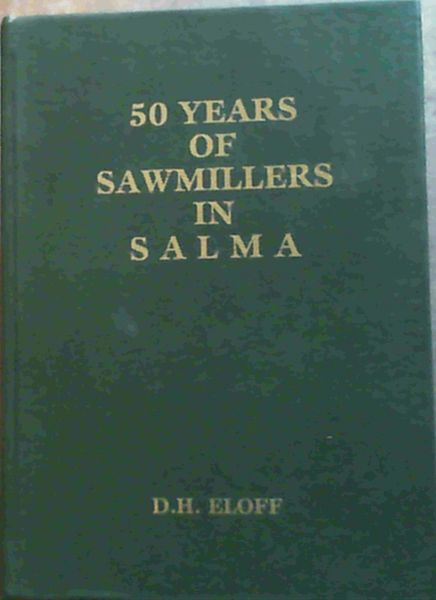 50 YEARS
OF
SAWMILLERS
IN
SALMA
D.H. ELOFF